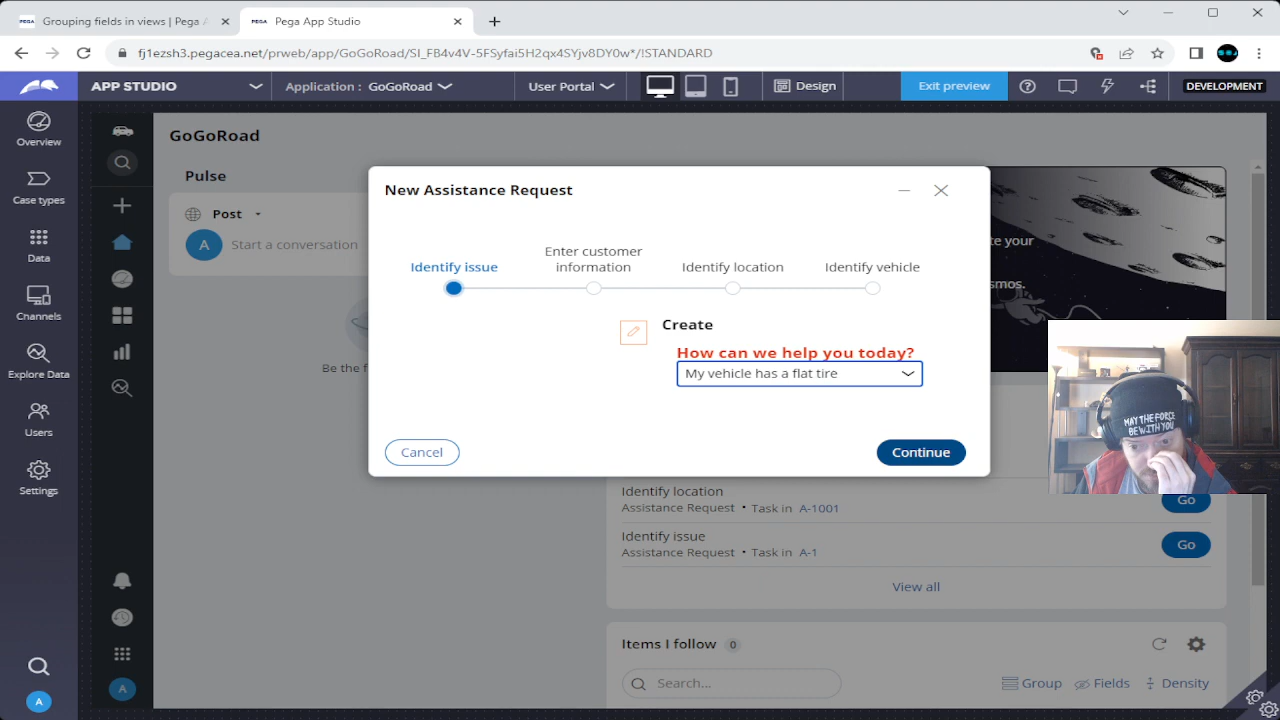 PEGA Grouping fields in views | Pega A
PEGA Pega App Studio
fj1ezsh3.pegacea.net/prweb/app/GoGoRoad/SI_FB4v4V-5FSyfai5H2qx4SYjv8DY0w*/!STANDARD
APP STUDIO
Application : GoGoRoad
User Portal
Design
Exit preview
DEVELOPMENT
Overview
Case types
Data
Channels
Explore Data
Users
Settings
A
A
GoGoRoad
Pulse
Post
A Start a conversation
Be the f
te your
smos.
New Assistance Request
Identify issue
Enter customer
information
Identify location
Identify vehicle
Create
How can we help you today?
My vehicle has a flat tire
Cancel
Continue
MAY THE FORCE
BE WITH YOU
Identify location
Assistance Request • Task in A-1001
Go
Identify issue
Assistance Request • Task in A-1
Go
View all
Items I follow 0
Search...
Group
Fields
Density